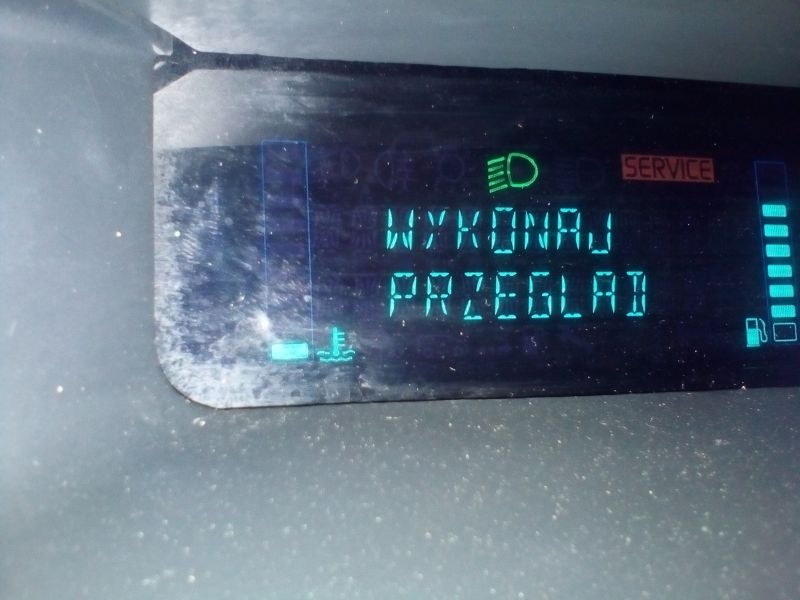 SERVICE
WYKONAJ
PRZEGLAD